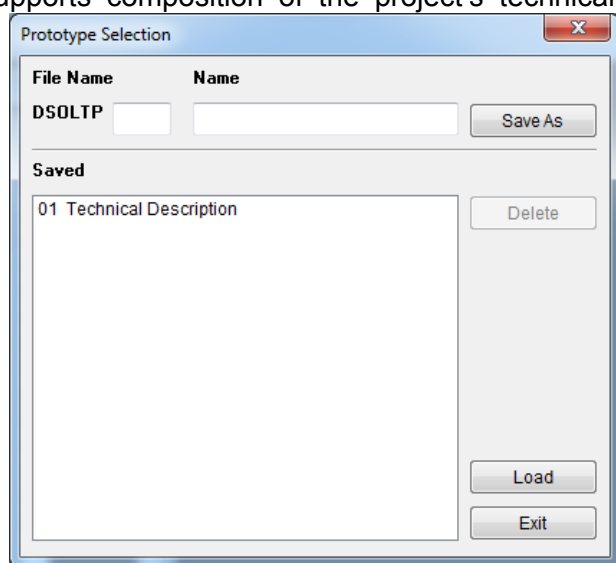 upports composition of the project's technical
Prototype Selection
File Name Name
DSOLTP Save As
Saved
01 Technical Description
Delete
Load
Exit